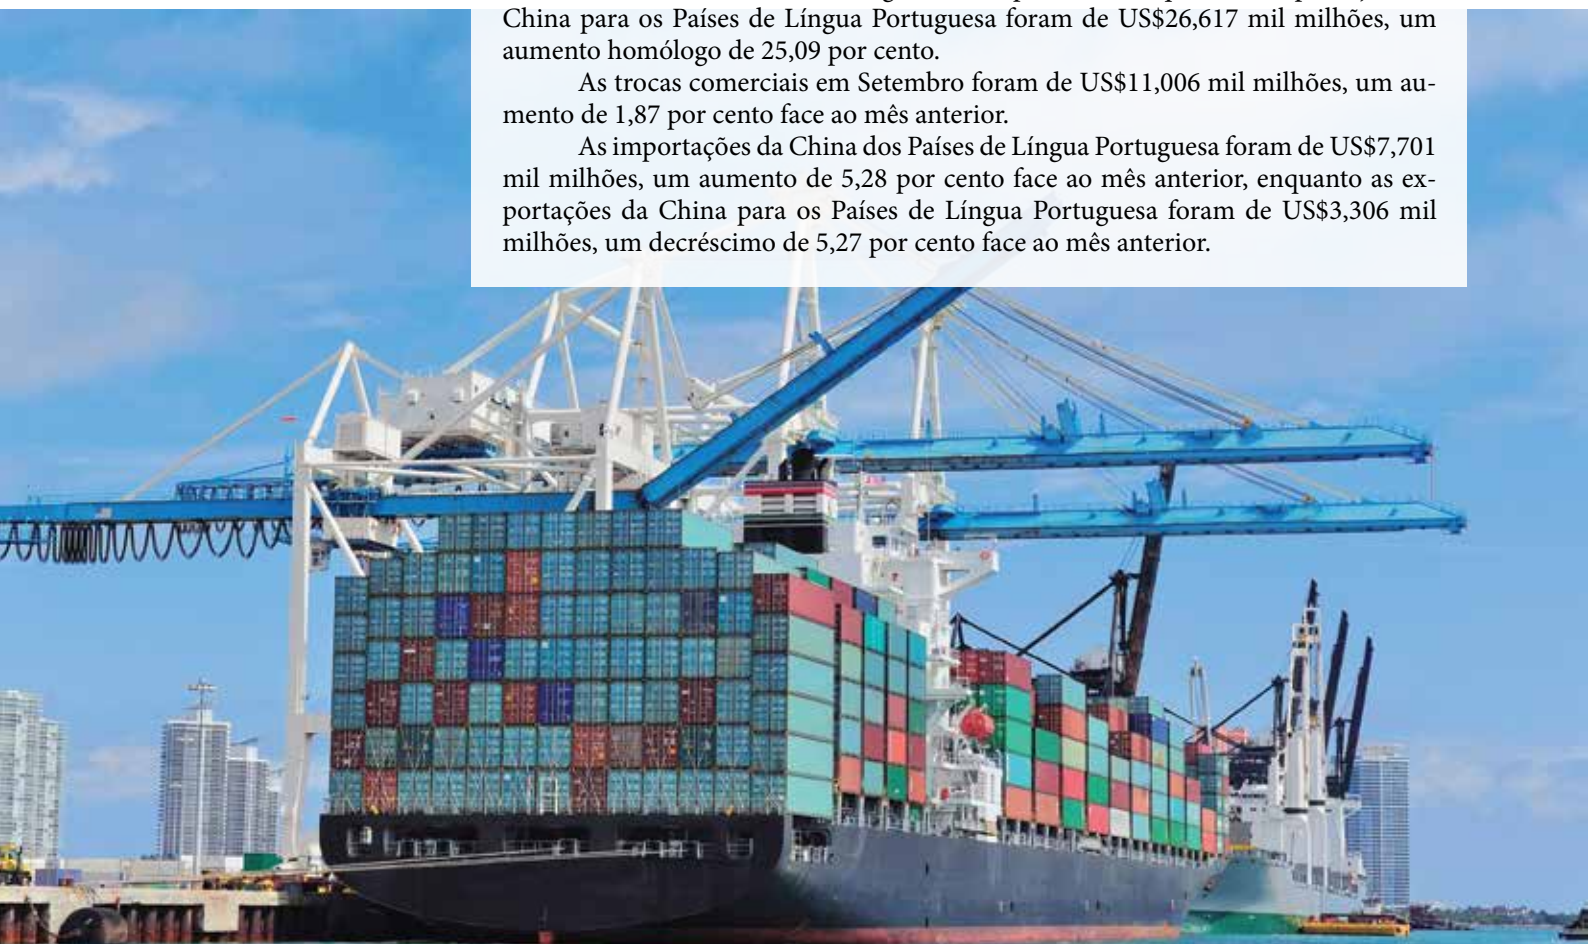 China para os Países de Língua Portuguesa foram de US$26,617 mil milhões, um
aumento homólogo de 25,09 por cento.
As trocas comerciais em Setembro foram de US$11,006 mil milhões, um au-
mento de 1,87 por cento face ao mês anterior.
As importações da China dos Países de Língua Portuguesa foram de US$7,701
mil milhões, um aumento de 5,28 por cento face ao mês anterior, enquanto as ex-
portações da China para os Países de Língua Portuguesa foram de US$3,306 mil
milhões, um decréscimo de 5,27 por cento face ao mês anterior.